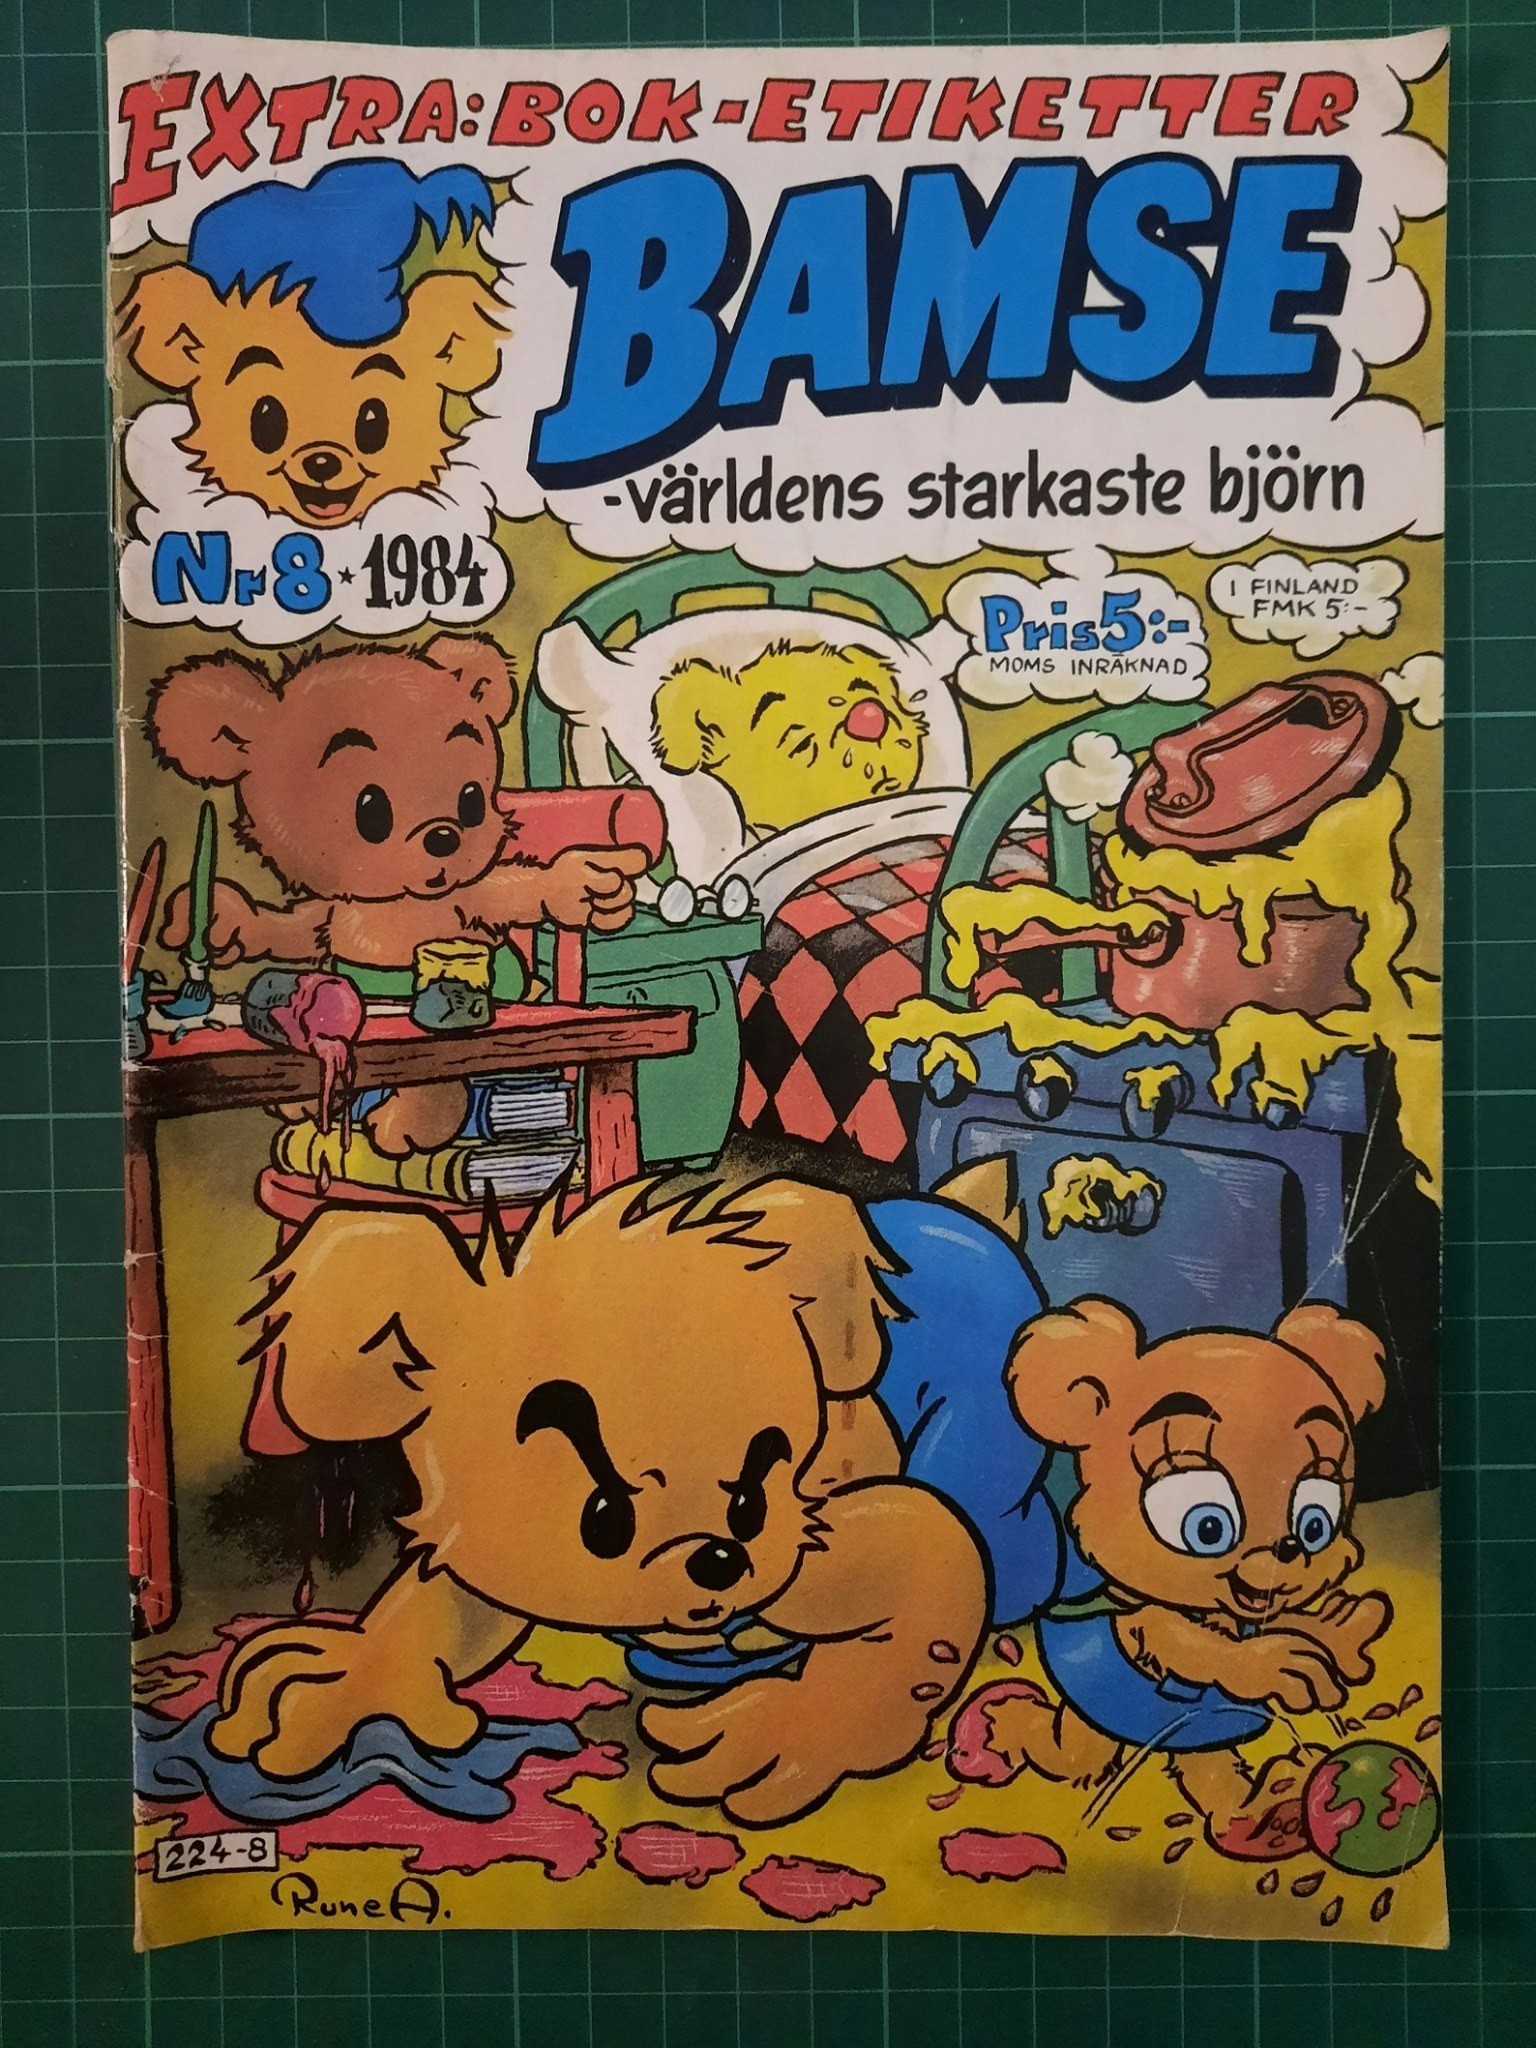 EXTRA: BOK-ETIKETTER
BAMSE
-världens starkaste björn
Nr 8 * 1984
Pris 5:-
MOMS INRÄKNAD
I FINLAND
FMK 5:-
224-8
Rune A.